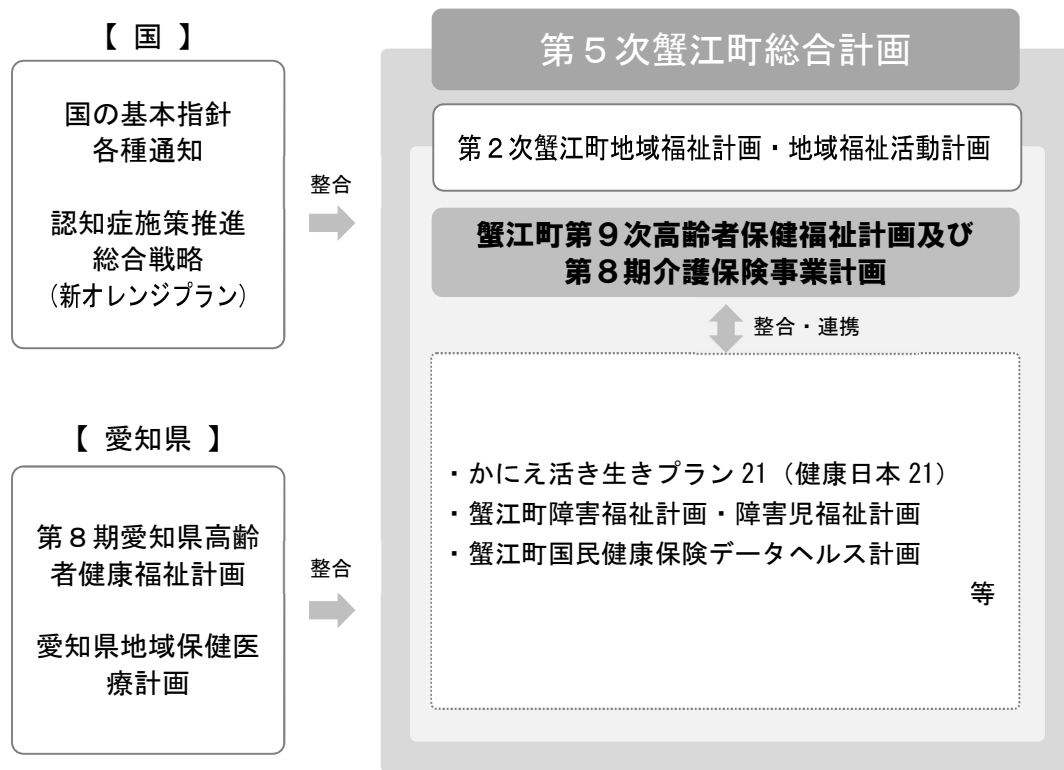 【 国 】
国の基本指針
各種通知
認知症施策推進
総合戦略
（新オレンジプラン）
整合
【 愛知県 】
第８期愛知県高齢
者健康福祉計画
愛知県地域保健医
療計画
整合
第５次蟹江町総合計画
第２次蟹江町地域福祉計画・地域福祉活動計画
蟹江町第９次高齢者保健福祉計画及び
第８期介護保険事業計画
整合・連携
・かにえ活き生きプラン 21（健康日本 21）
・蟹江町障害福祉計画・障害児福祉計画
・蟹江町国民健康保険データヘルス計画
等